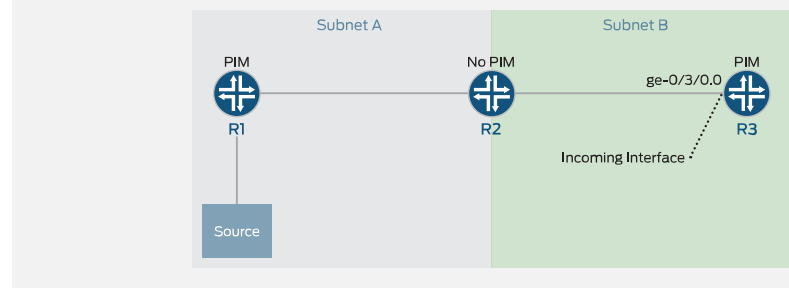 Subnet A
Subnet B
PIM
No PIM
PIM
ge-0/3/0.0
R1
R2
R3
Incoming Interface
Source